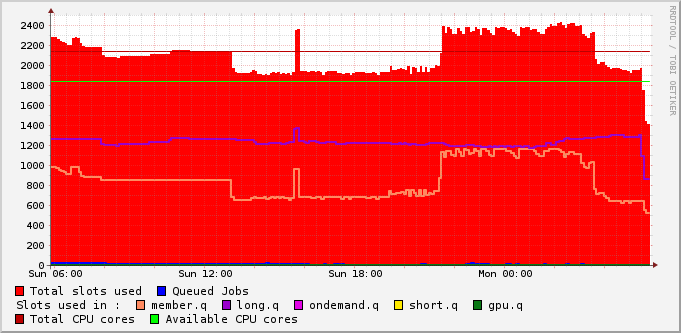 RRDTOOL / TOBI OETIKER
2400
2200
2000
1800
1600
1400
1200
1000
800
600
400
200
0
Sun 06:00 Sun 12:00 Sun 18:00 Mon 00:00
Total slots used Queued Jobs
Slots used in : member.q long.q ondemand.q short.q gpu.q
Total CPU cores Available CPU cores